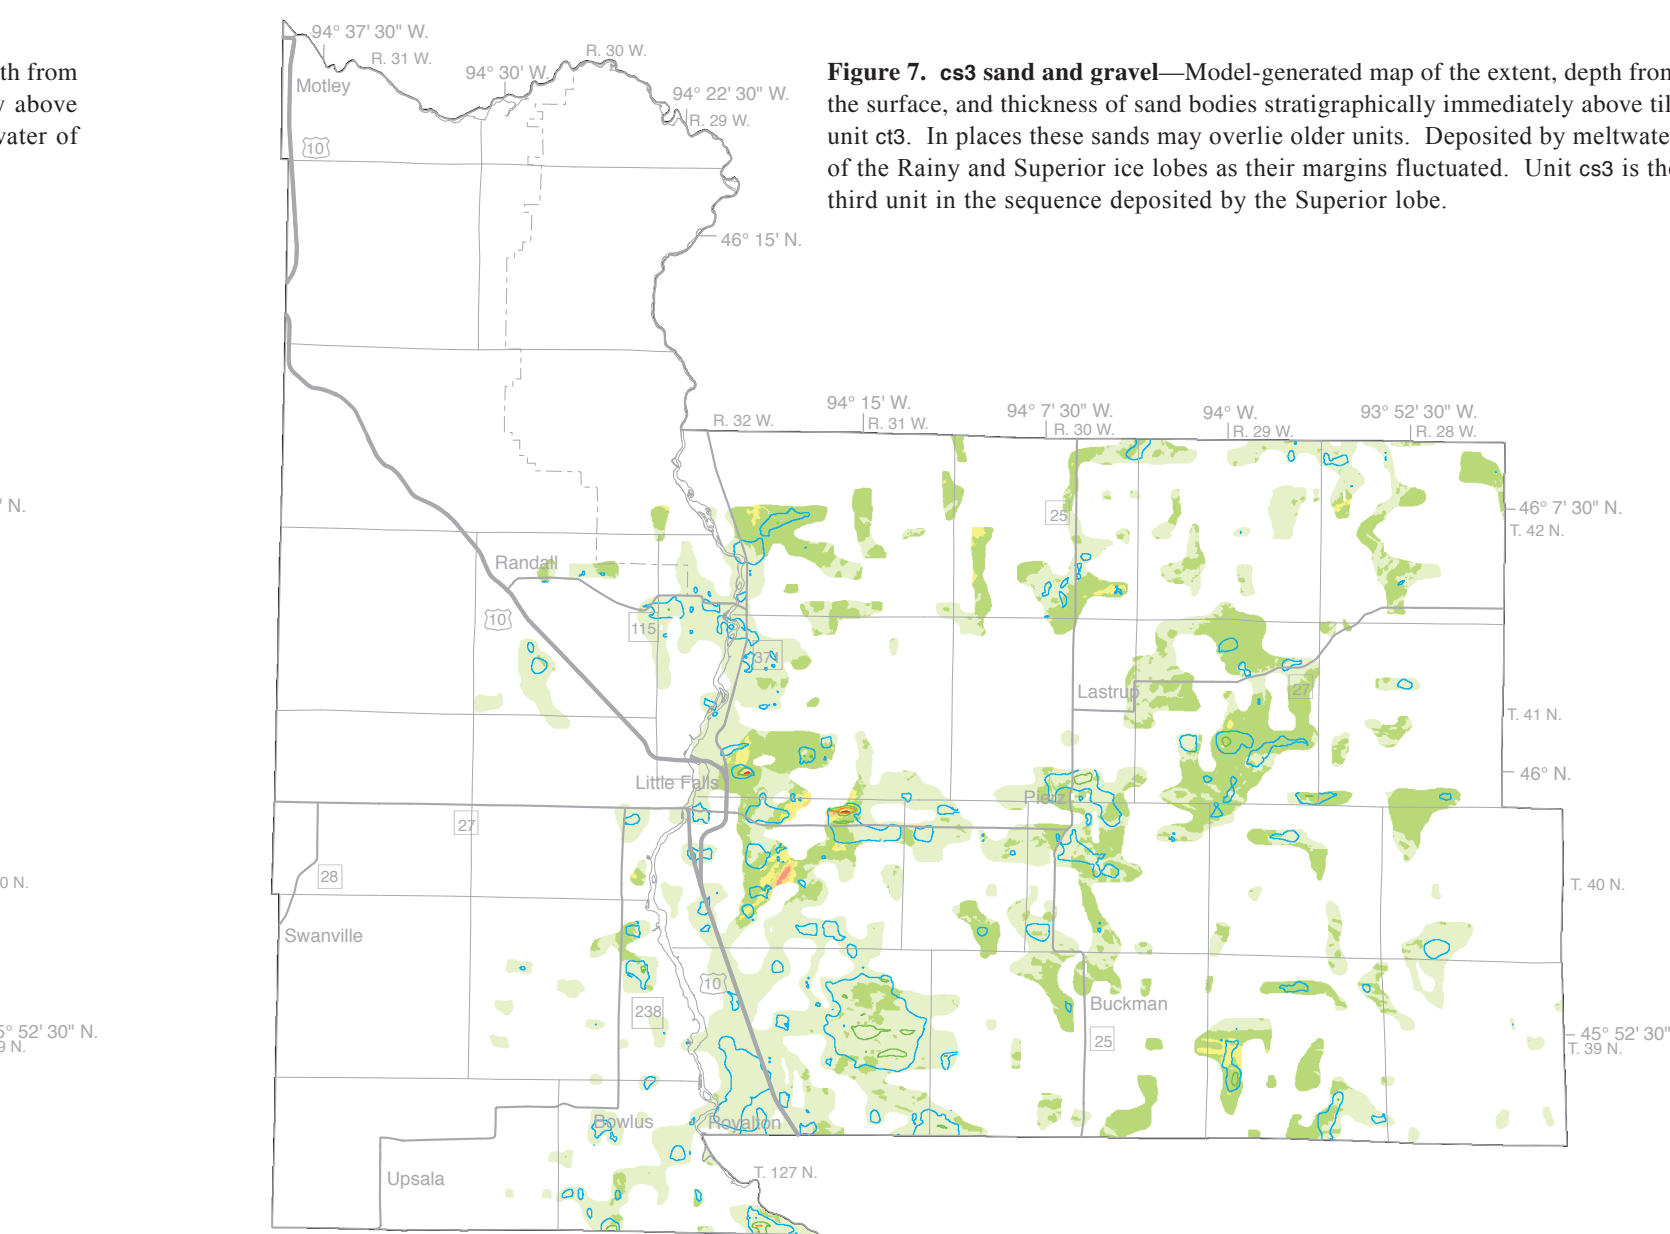 th from
y above
vater of
' N.
0 N.
5° 52' 30" N.
9 N.
Figure 7. cs3 sand and gravel—Model-generated map of the extent, depth from
the surface, and thickness of sand bodies stratigraphically immediately above til
unit ct3. In places these sands may overlie older units. Deposited by meltwate
of the Rainy and Superior ice lobes as their margins fluctuated. Unit cs3 is the
third unit in the sequence deposited by the Superior lobe.
94° 37' 30" W.
R. 31 W.
94° 30' W.
R. 30 W.
94° 22' 30" W.
R. 29 W.
Motley
10
46° 15' N.
94° 15' W.
94° 7' 30" W.
94° W.
93° 52' 30" W.
R. 32 W.
R. 31 W.
R. 30 W.
R. 29 W.
R. 28 W.
25
46° 7' 30" N.
T. 42 N.
Randall
10
115
371
Lastrup
27
T. 41 N.
46° N.
Little Falls
Pierz
27
28
T. 40 N.
Swanville
10
238
Buckman
25
45° 52' 30"
T. 39 N.
Bowlus
Royalton
Upsala
T. 127 N.